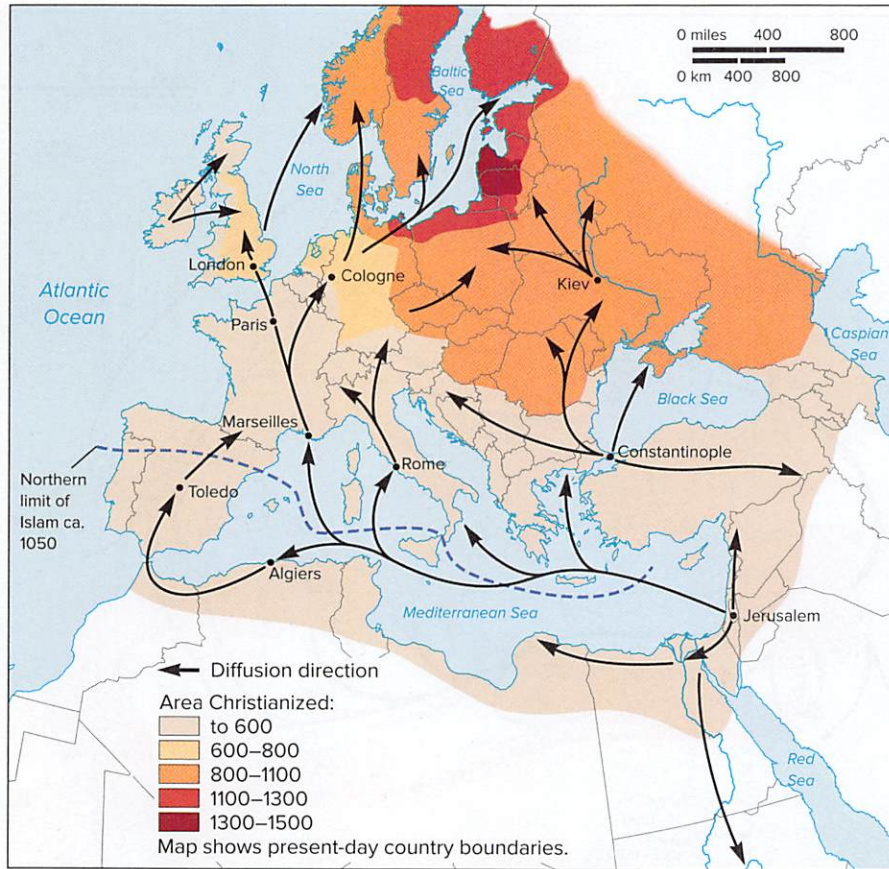 0 miles 400 800
0 km 400 800
Baltic
Sea
North
Sea
London
Cologne
Kiev
Atlantic
Ocean
Paris
Caspian
Sea
Black Sea
Marseilles
Constantinople
Rome
Northern
limit of
Islam ca.
1050
Toledo
Algiers
Mediterranean Sea
Jerusalem
Diffusion direction
Area Christianized:
to 600
600–800
800–1100
1100–1300
1300–1500
Red
Sea
Map shows present-day country boundaries.